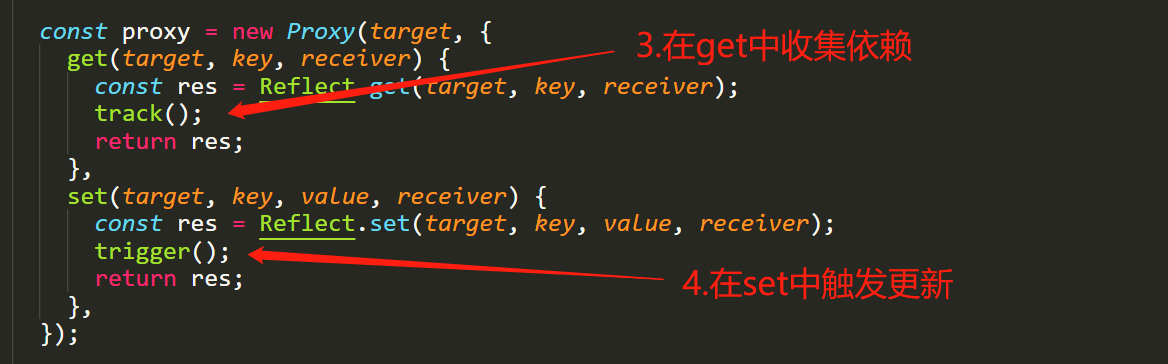 const proxy = new Proxy(target, {
get(target, key, receiver) {
3.在get中收集依赖
const res = Reflect.get(target, key, receiver);
track();
return res;
},
set(target, key, value, receiver) {
const res = Reflect.set(target, key, value, receiver);
trigger();
return res;
4.在set中触发更新
},
});